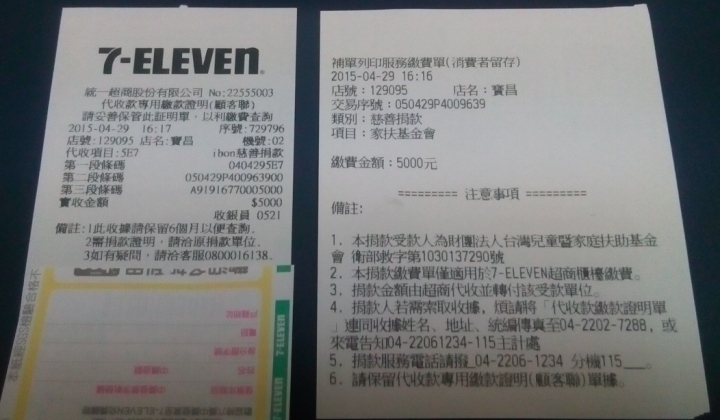 7-ELEVEN
統一超商股份有限公司 No:22555003
代收款專用繳款證明(顧客聯)
請妥善保管此証明單，以利繳費查詢
2015-04-29 16:17 序號:729796
店號:129095 店名:寶昌 機號:02
代收項目:5E7 ibon慈善捐款
第一段條碼 0404295E7
第二段條碼 050429P400963900
第三段條碼 A91916770005000
實收金額 $5000
收銀員 0521
備註:1此收據請保留6個月以便查詢.
2需捐款證明，請洽原捐款單位.
3如有疑問，請洽客服0800016138.
7-ELEVEN
補單列印服務繳費單(消費者留存)
2015-04-29 16:16
店號：129095 店名：寶昌
交易序號：050429P4009639
類別：慈善捐款
項目：家扶基金會
繳費金額：5000元
========= 注意事項 =========
備註:
1. 本捐款受款人為財團法人台灣兒童暨家庭扶助基金
會 衛部救字第1030137290號
2. 本捐款繳費單僅適用於7-ELEVEN超商櫃檯繳費。
3. 捐款金額由超商代收並轉付該受款單位。
4. 捐款人若需索取收據，煩請將「代收款繳款證明單
」連同收據姓名、地址、統編傳真至04-2202-7288，或
來電告知04-22061234-115主計處
5. 捐款服務電話請撥_04-2206-1234 分機115___。
6. 請保留代收款專用繳款證明(顧客聯)單據。